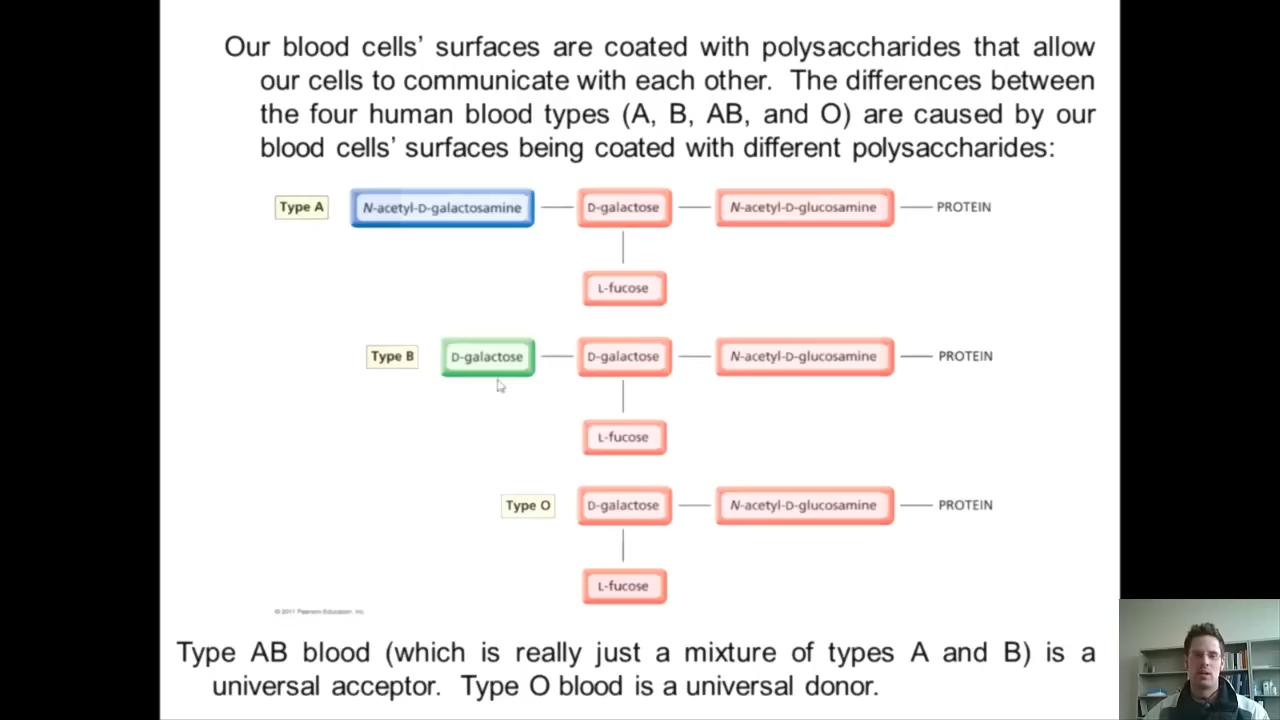 Our blood cells’ surfaces are coated with polysaccharides that allow
our cells to communicate with each other. The differences between
the four human blood types (A, B, AB, and O) are caused by our
blood cells’ surfaces being coated with different polysaccharides:
Type A N-acetyl-D-galactosamine D-galactose N-acetyl-D-glucosamine PROTEIN
L-fucose
Type B D-galactose D-galactose N-acetyl-D-glucosamine PROTEIN
L-fucose
Type O D-galactose N-acetyl-D-glucosamine PROTEIN
L-fucose
© 2011 Pearson Education, Inc.
Type AB blood (which is really just a mixture of types A and B) is a
universal acceptor. Type O blood is a universal donor.